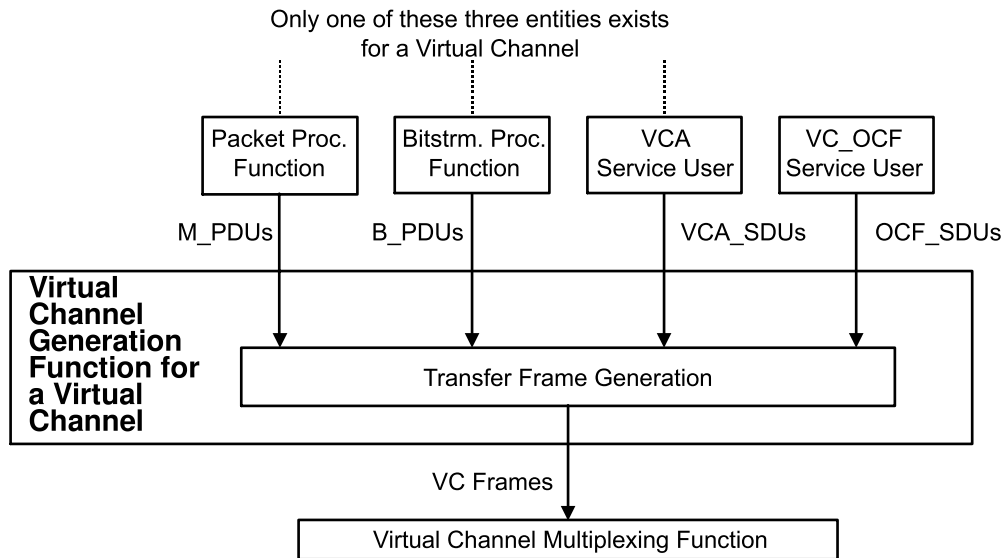 Only one of these three entities exists
for a Virtual Channel
Packet Proc.
Function
Bitstrm. Proc.
Function
VCA
Service User
VC_OCF
Service User
M_PDUs
B_PDUs
VCA_SDUs
OCF_SDUs
Virtual
Channel
Generation
Function for
a Virtual
Channel
Transfer Frame Generation
VC Frames
Virtual Channel Multiplexing Function